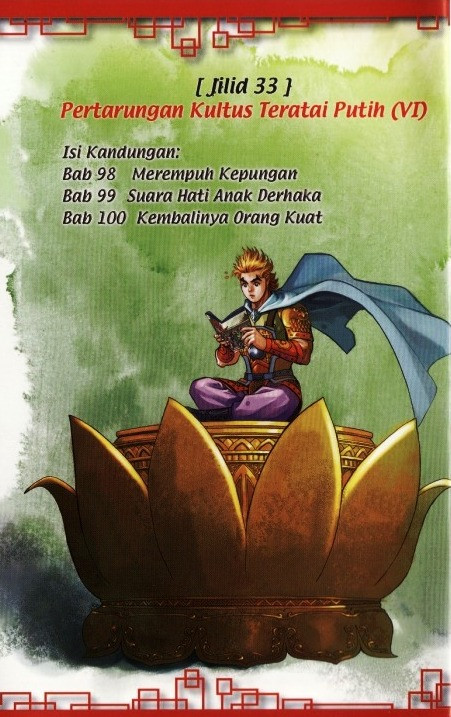 [ Jilid 33 ]
Pertarungan Kultus Teratai Putih (VI)
Isi Kandungan:
Bab 98 Merempuh Kepungan
Bab 99 Suara Hati Anak Derhaka
Bab 100 Kembalinya Orang Kuat